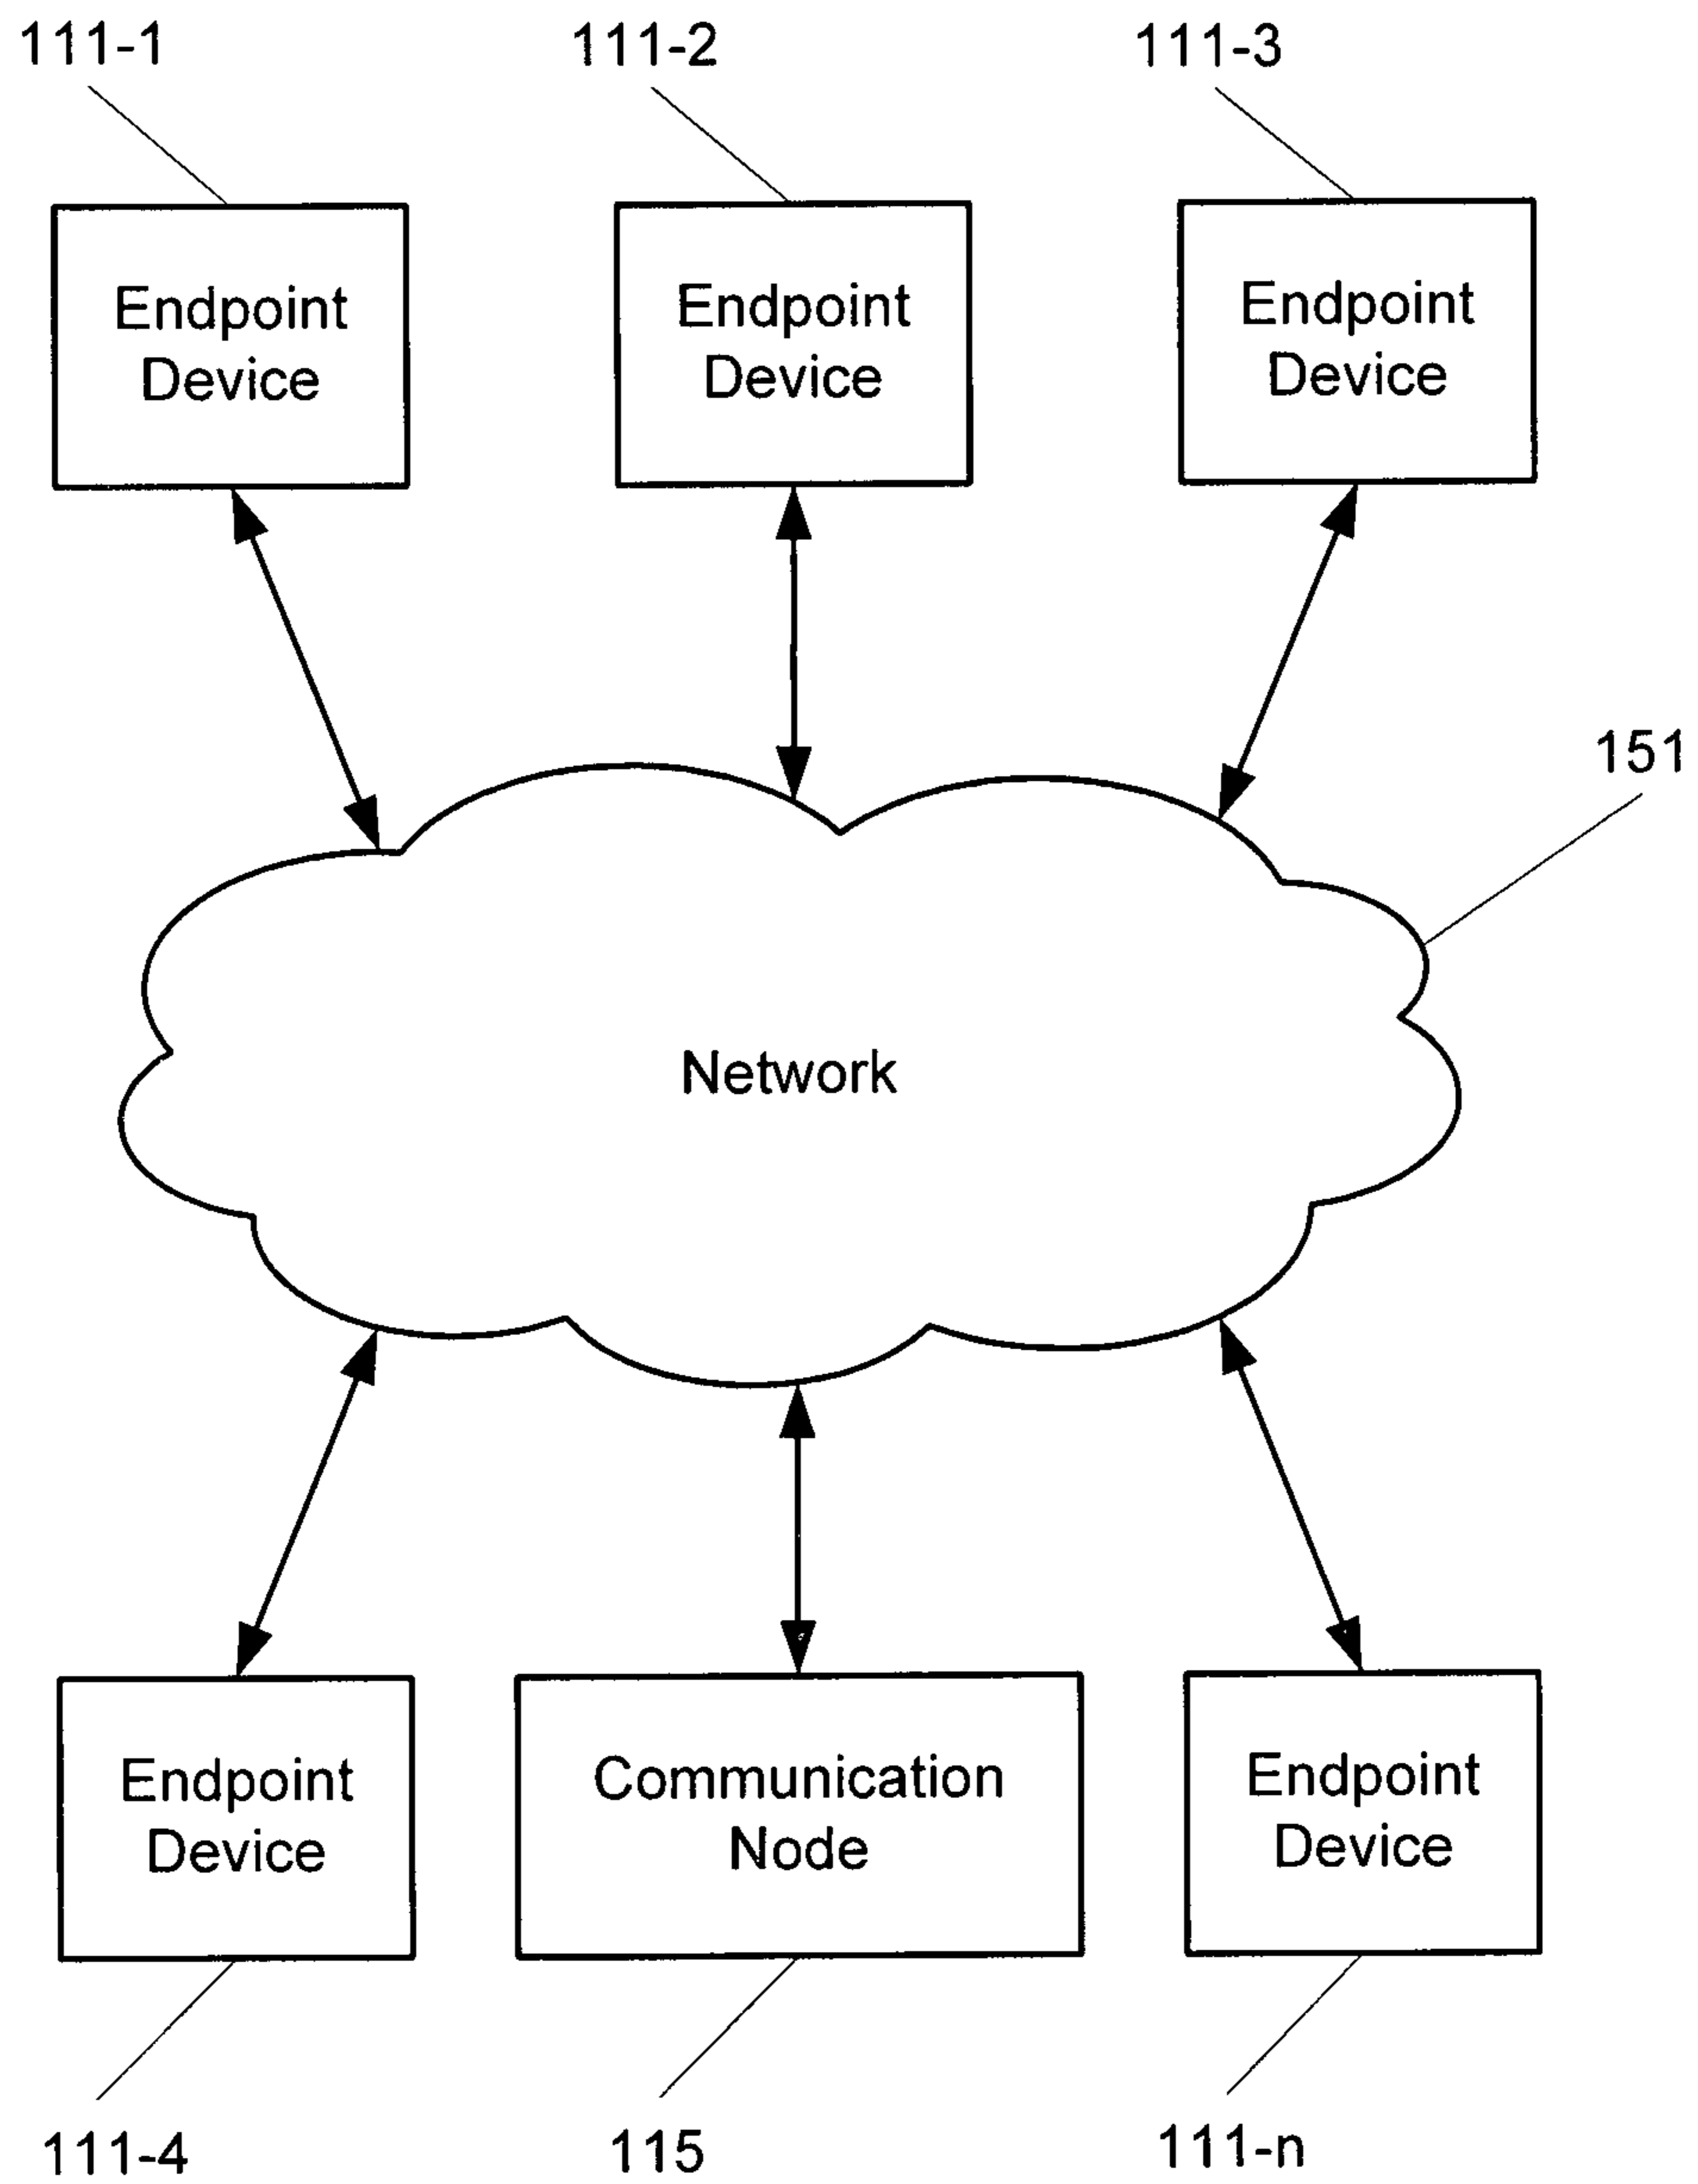 111-1
111-2
111-3
Endpoint
Device
Endpoint
Device
Endpoint
Device
151
Network
Endpoint
Device
Communication
Node
Endpoint
Device
111-4
115
111-n